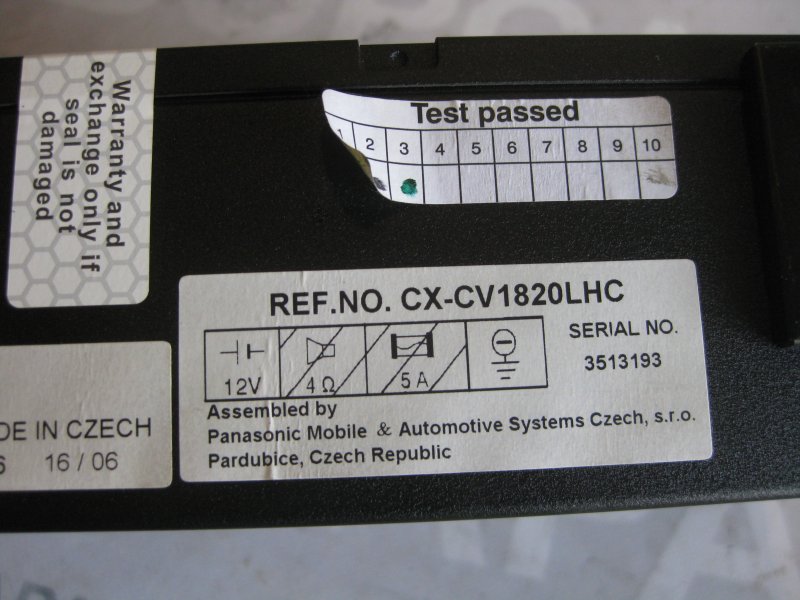 Warranty and
exchange only if
seal is not
damaged
Test passed
1 2 3 4 5 6 7 8 9 10
REF.NO. CX-CV1820LHC
12V 4 Ω 5 A
SERIAL NO.
3513193
Assembled by
Panasonic Mobile & Automotive Systems Czech, s.r.o.
Pardubice, Czech Republic
DE IN CZECH
6 16 / 06